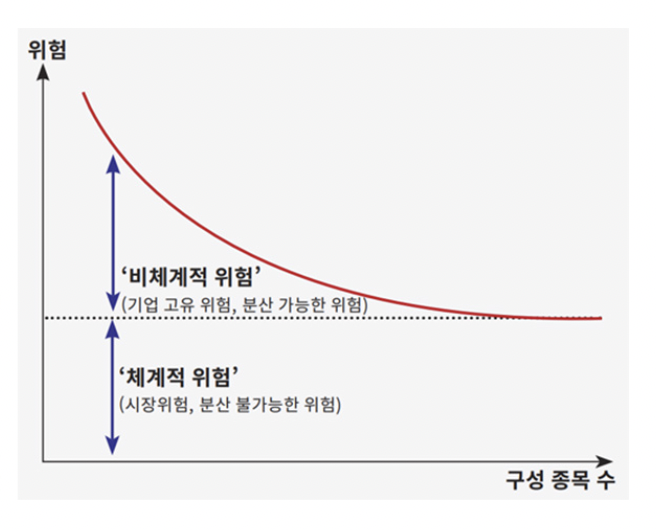 위험
‘비체계적 위험’
(기업 고유 위험, 분산 가능한 위험)
‘체계적 위험’
(시장위험, 분산 불가능한 위험)
구성 종목 수